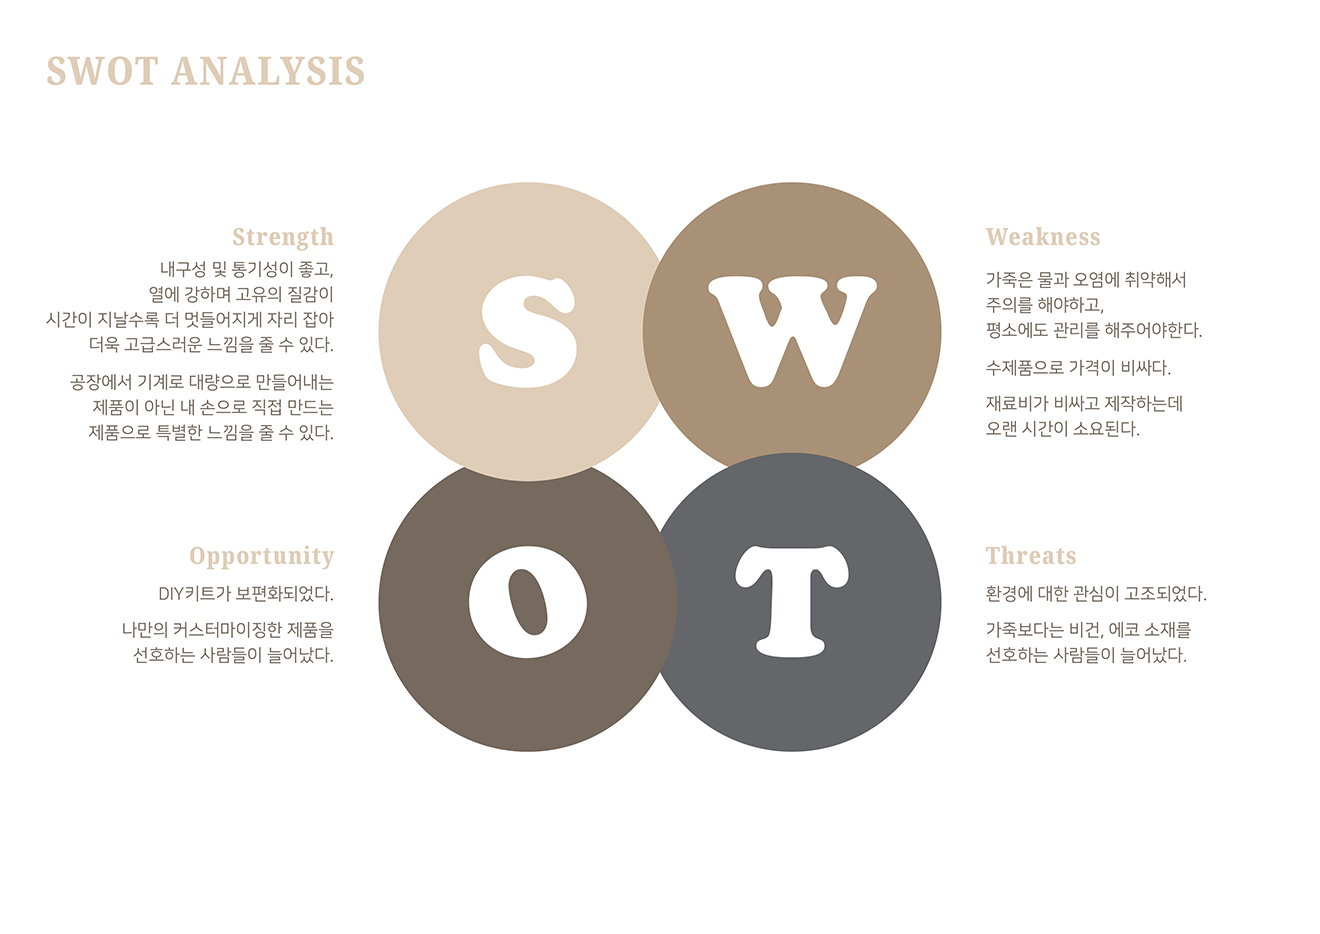 SWOT ANALYSIS
Strength
내구성 및 통기성이 좋고,
열에 강하며 고유의 질감이
시간이 지날수록 더 멋들어지게 자리 잡아
더욱 고급스러운 느낌을 줄 수 있다.
공장에서 기계로 대량으로 만들어내는
제품이 아닌 내 손으로 직접 만드는
제품으로 특별한 느낌을 줄 수 있다.
S
W
Weakness
가죽은 물과 오염에 취약해서
주의를 해야하고,
평소에도 관리를 해주어야한다.
수제품으로 가격이 비싸다.
재료비가 비싸고 제작하는데
오랜 시간이 소요된다.
Opportunity
DIY키트가 보편화되었다.
나만의 커스터마이징한 제품을
선호하는 사람들이 늘어났다.
O
T
Threats
환경에 대한 관심이 고조되었다.
가죽보다는 비건, 에코 소재를
선호하는 사람들이 늘어났다.